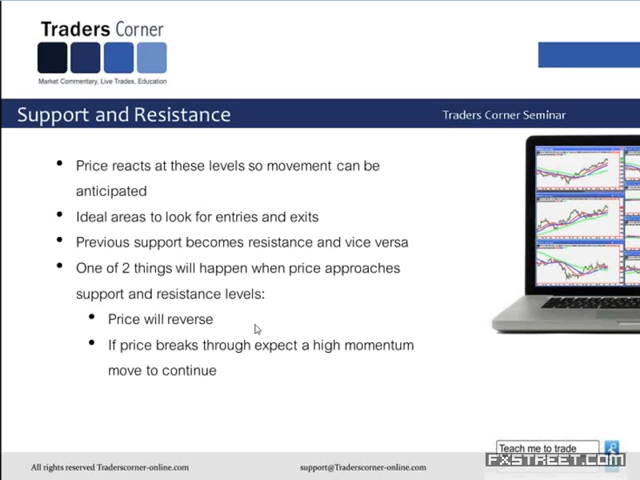 Traders Corner
Market Commentary, Live Trades, Education
Support and Resistance
Traders Corner Seminar
• Price reacts at these levels so movement can be
anticipated
• Ideal areas to look for entries and exits
• Previous support becomes resistance and vice versa
• One of 2 things will happen when price approaches
support and resistance levels:
• Price will reverse
• If price breaks through expect a high momentum
move to continue
Teach me to trade
FXSTREET.COM
All rights reserved Traderscorner-online.com
support@Traderscorner-online.com